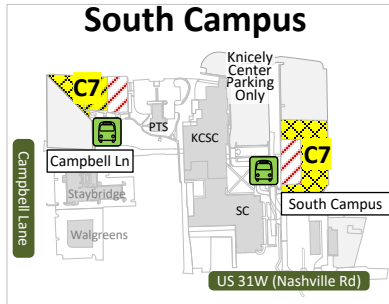 South Campus
Knicely
Center
Parking
Only
C7
PTS
KCSC
C7
Campbell Ln
Campbell Lane
Staybridge
SC
South Campus
Walgreens
US 31W (Nashville Rd)